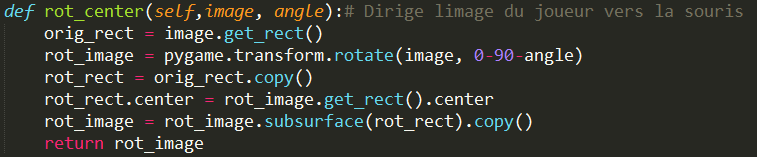 def rot_center(self,image, angle):# Dirige limage du joueur vers la souris
orig_rect = image.get_rect()
rot_image = pygame.transform.rotate(image, 0-90-angle)
rot_rect = orig_rect.copy()
rot_rect.center = rot_image.get_rect().center
rot_image = rot_image.subsurface(rot_rect).copy()
return rot_image